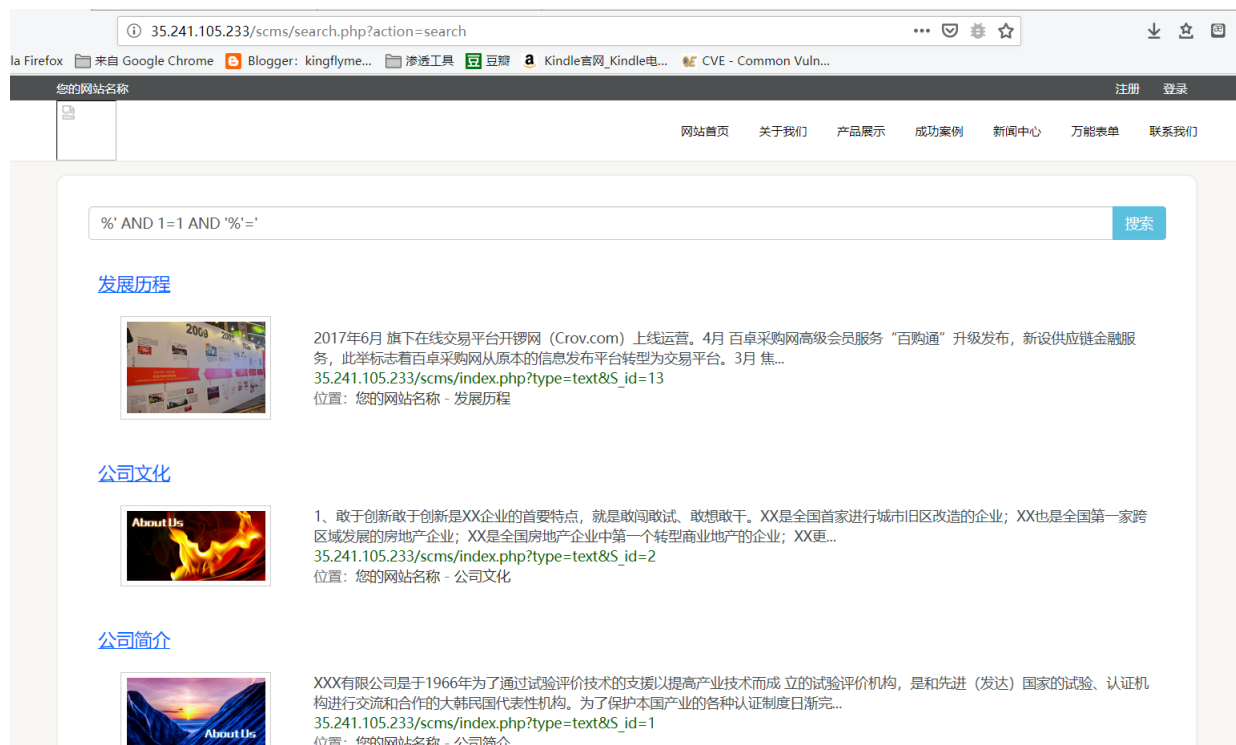 35.241.105.233/scms/search.php?action=search
la Firefox 来自 Google Chrome Blogger: kingflyme... 渗透工具 豆瓣 Kindle官网_Kindle电... CVE - Common Vuln...
您的网站名称 注册 登录
网站首页 关于我们 产品展示 成功案例 新闻中心 万能表单 联系我们
%' AND 1=1 AND '%'=' 搜索
发展历程
2009
2017年6月 旗下在线交易平台开锣网（Crov.com）上线运营。4月 百卓采购网高级会员服务“百购通”升级发布，新设供应链金融服
务，此举标志着百卓采购网从原本的信息发布平台转型为交易平台。3月 焦...
35.241.105.233/scms/index.php?type=text&S_id=13
位置：您的网站名称 - 发展历程
公司文化
About Us
1、敢于创新敢于创新是XX企业的首要特点，就是敢闯敢试、敢想敢干。XX是全国首家进行城市旧区改造的企业；XX也是全国第一家跨
区域发展的房地产企业；XX是全国房地产企业中第一个转型商业地产的企业；XX更...
35.241.105.233/scms/index.php?type=text&S_id=2
位置：您的网站名称 - 公司文化
公司简介
About Us
XXX有限公司是于1966年为了通过试验评价技术的支援以提高产业技术而成 立的试验评价机构，是和先进（发达）国家的试验、认证机
构进行交流和合作的大韩民国代表性机构。为了保护本国产业的各种认证制度日渐完...
35.241.105.233/scms/index.php?type=text&S_id=1
位置：您的网站名称 - 公司简介